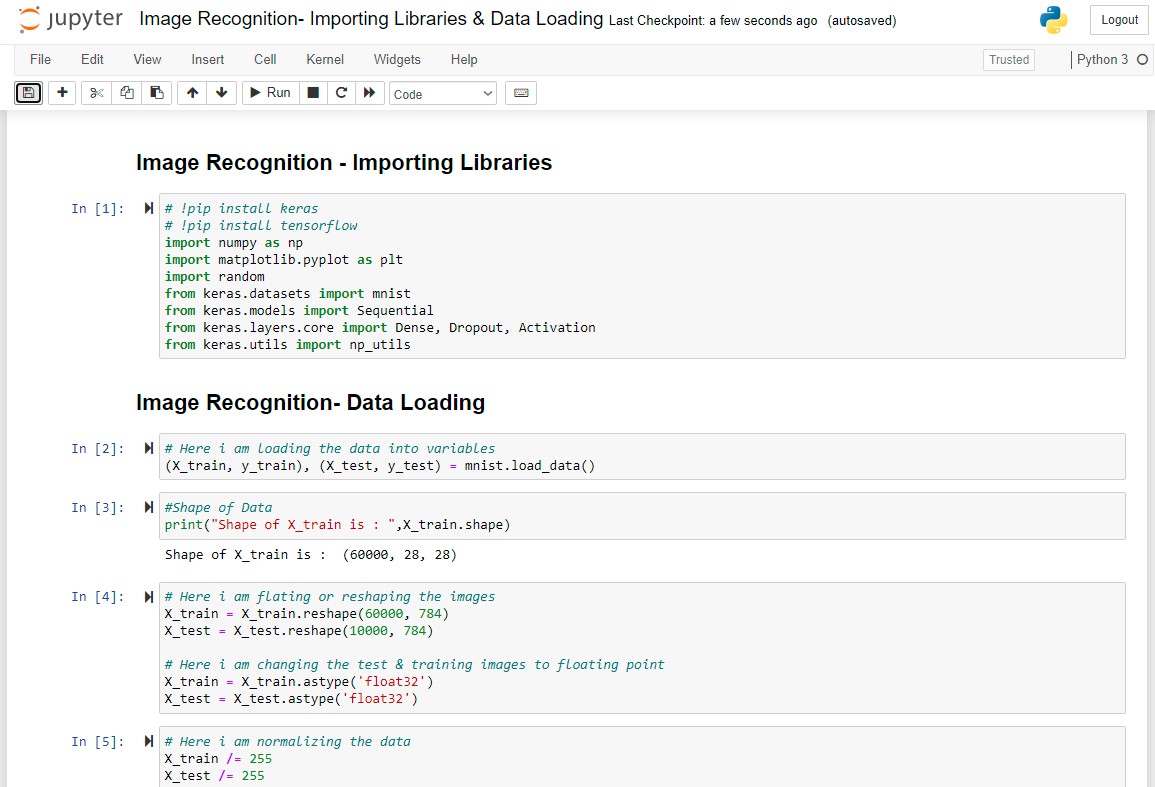 jupyter Image Recognition- Importing Libraries & Data Loading Last Checkpoint: a few seconds ago (autosaved) Logout
File Edit View Insert Cell Kernel Widgets Help Trusted Python 3
Run Code
Image Recognition - Importing Libraries
In [1]: # !pip install keras
# !pip install tensorflow
import numpy as np
import matplotlib.pyplot as plt
import random
from keras.datasets import mnist
from keras.models import Sequential
from keras.layers.core import Dense, Dropout, Activation
from keras.utils import np_utils
Image Recognition- Data Loading
In [2]: # Here i am loading the data into variables
(X_train, y_train), (X_test, y_test) = mnist.load_data()
In [3]: #Shape of Data
print("Shape of X_train is : ",X_train.shape)
Shape of X_train is :  (60000, 28, 28)
In [4]: # Here i am flating or reshaping the images
X_train = X_train.reshape(60000, 784)
X_test = X_test.reshape(10000, 784)
# Here i am changing the test & training images to floating point
X_train = X_train.astype('float32')
X_test = X_test.astype('float32')
In [5]: # Here i am normalizing the data
X_train /= 255
X_test /= 255